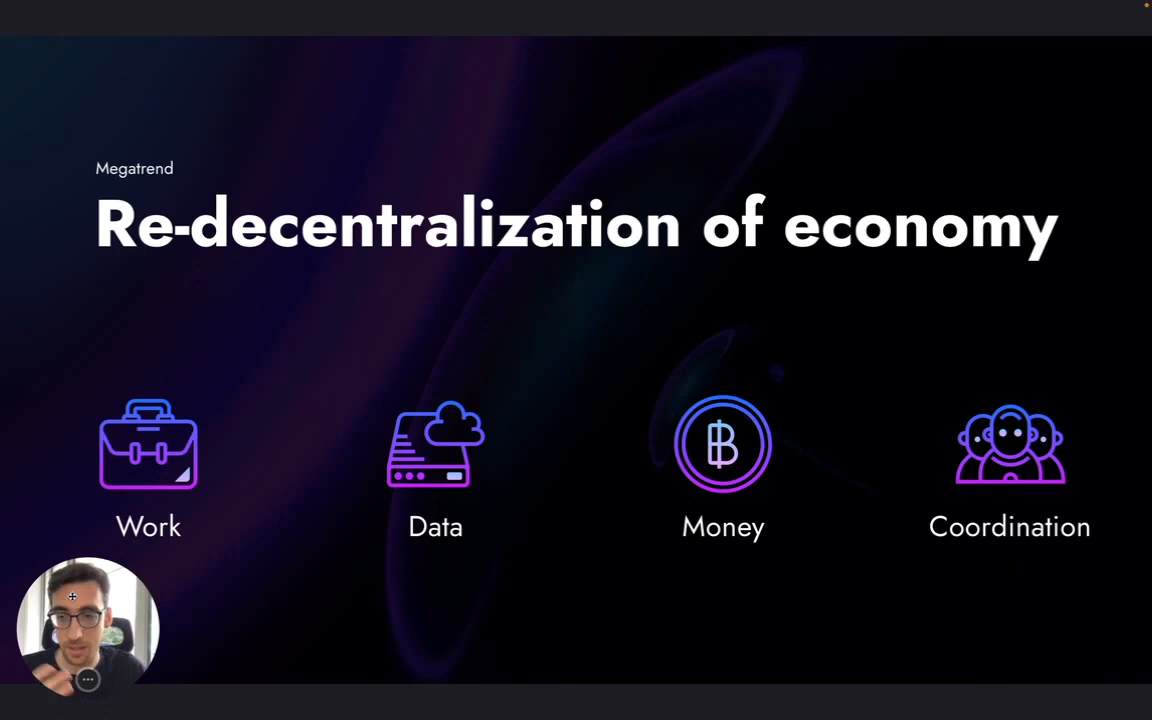 Megatrend
Re-decentralization of economy
Work
Data
Money
Coordination